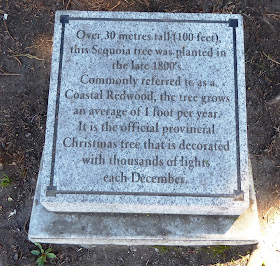 Over 30 metres tall (100 feet),
this Sequoia tree was planted in
the late 1800's.
Commonly referred to as a
Coastal Redwood, the tree grows
an average of 1 foot per year.
It is the official provincial
Christmas tree that is decorated
with thousands of lights
each December.